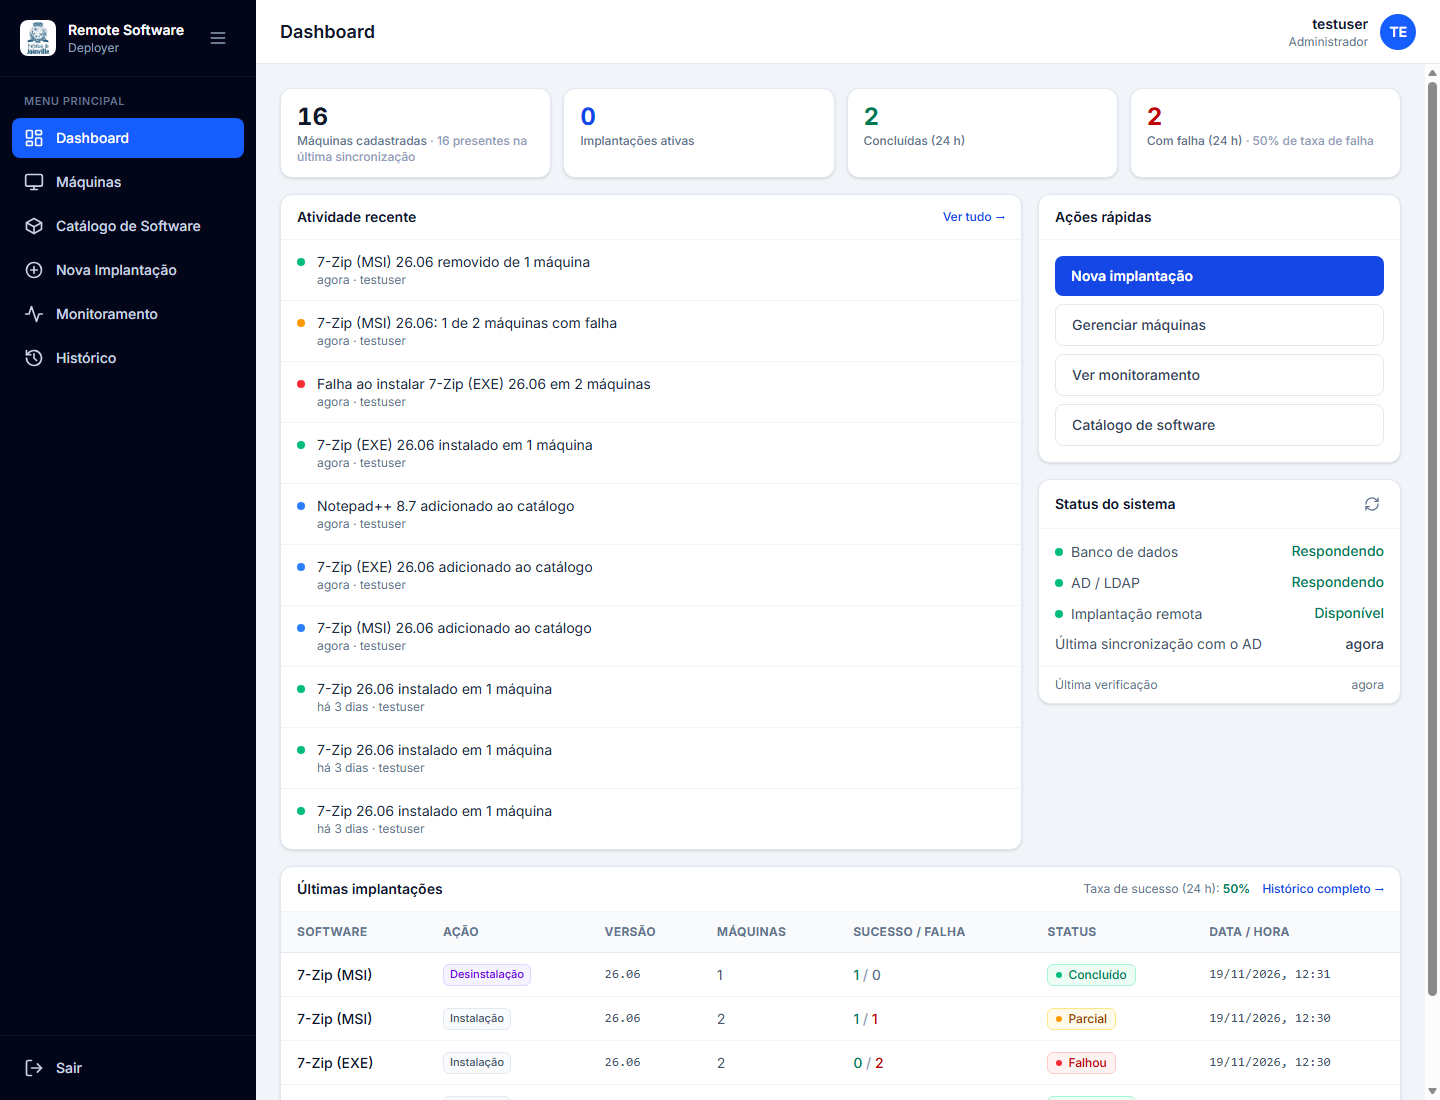 Remote Software
Deployer
MENU PRINCIPAL
Dashboard
Máquinas
Catálogo de Software
Nova Implantação
Monitoramento
Histórico
Sair
Dashboard
testuser
Administrador
TE
16
Máquinas cadastradas · 16 presentes na
última sincronização
0
Implantações ativas
2
Concluídas (24 h)
2
Com falha (24 h) · 50% de taxa de falha
Atividade recente
Ver tudo →
7-Zip (MSI) 26.06 removido de 1 máquina
agora · testuser
7-Zip (MSI) 26.06: 1 de 2 máquinas com falha
agora · testuser
Falha ao instalar 7-Zip (EXE) 26.06 em 2 máquinas
agora · testuser
7-Zip (EXE) 26.06 instalado em 1 máquina
agora · testuser
Notepad++ 8.7 adicionado ao catálogo
agora · testuser
7-Zip (EXE) 26.06 adicionado ao catálogo
agora · testuser
7-Zip (MSI) 26.06 adicionado ao catálogo
agora · testuser
7-Zip 26.06 instalado em 1 máquina
há 3 dias · testuser
7-Zip 26.06 instalado em 1 máquina
há 3 dias · testuser
7-Zip 26.06 instalado em 1 máquina
há 3 dias · testuser
Ações rápidas
Nova implantação
Gerenciar máquinas
Ver monitoramento
Catálogo de software
Status do sistema
Banco de dados Respondendo
AD / LDAP Respondendo
Implantação remota Disponível
Última sincronização com o AD agora
Última verificação agora
Últimas implantações
Taxa de sucesso (24 h): 50% Histórico completo →
SOFTWARE AÇÃO VERSÃO MÁQUINAS SUCESSO / FALHA STATUS DATA / HORA
7-Zip (MSI) Desinstalação 26.06 1 1 / 0 Concluído 19/11/2026, 12:31
7-Zip (MSI) Instalação 26.06 2 1 / 1 Parcial 19/11/2026, 12:30
7-Zip (EXE) Instalação 26.06 2 0 / 2 Falhou 19/11/2026, 12:30